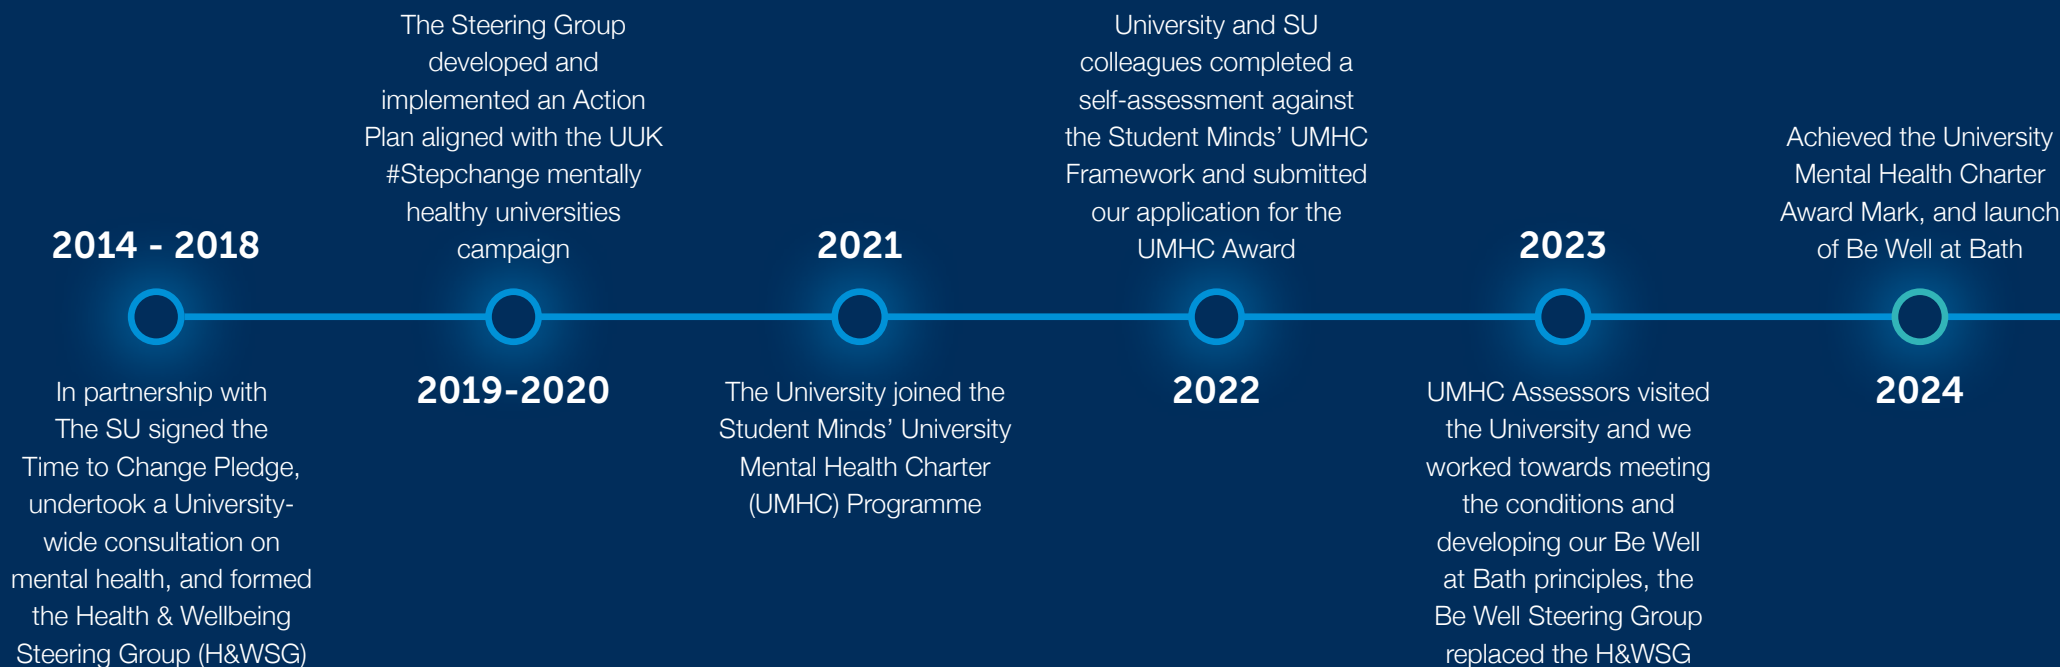 2014 - 2018
In partnership with
The SU signed the
Time to Change Pledge,
undertook a University-
wide consultation on
mental health, and formed
the Health & Wellbeing
Steering Group (H&WSG)
The Steering Group
developed and
implemented an Action
Plan aligned with the UUK
#Stepchange mentally
healthy universities
campaign
2019-2020
2021
The University joined the
Student Minds’ University
Mental Health Charter
(UMHC) Programme
University and SU
colleagues completed a
self-assessment against
the Student Minds’ UMHC
Framework and submitted
our application for the
UMHC Award
2022
2023
UMHC Assessors visited
the University and we
worked towards meeting
the conditions and
developing our Be Well
at Bath principles, the
Be Well Steering Group
replaced the H&WSG
Achieved the University
Mental Health Charter
Award Mark, and launch
of Be Well at Bath
2024